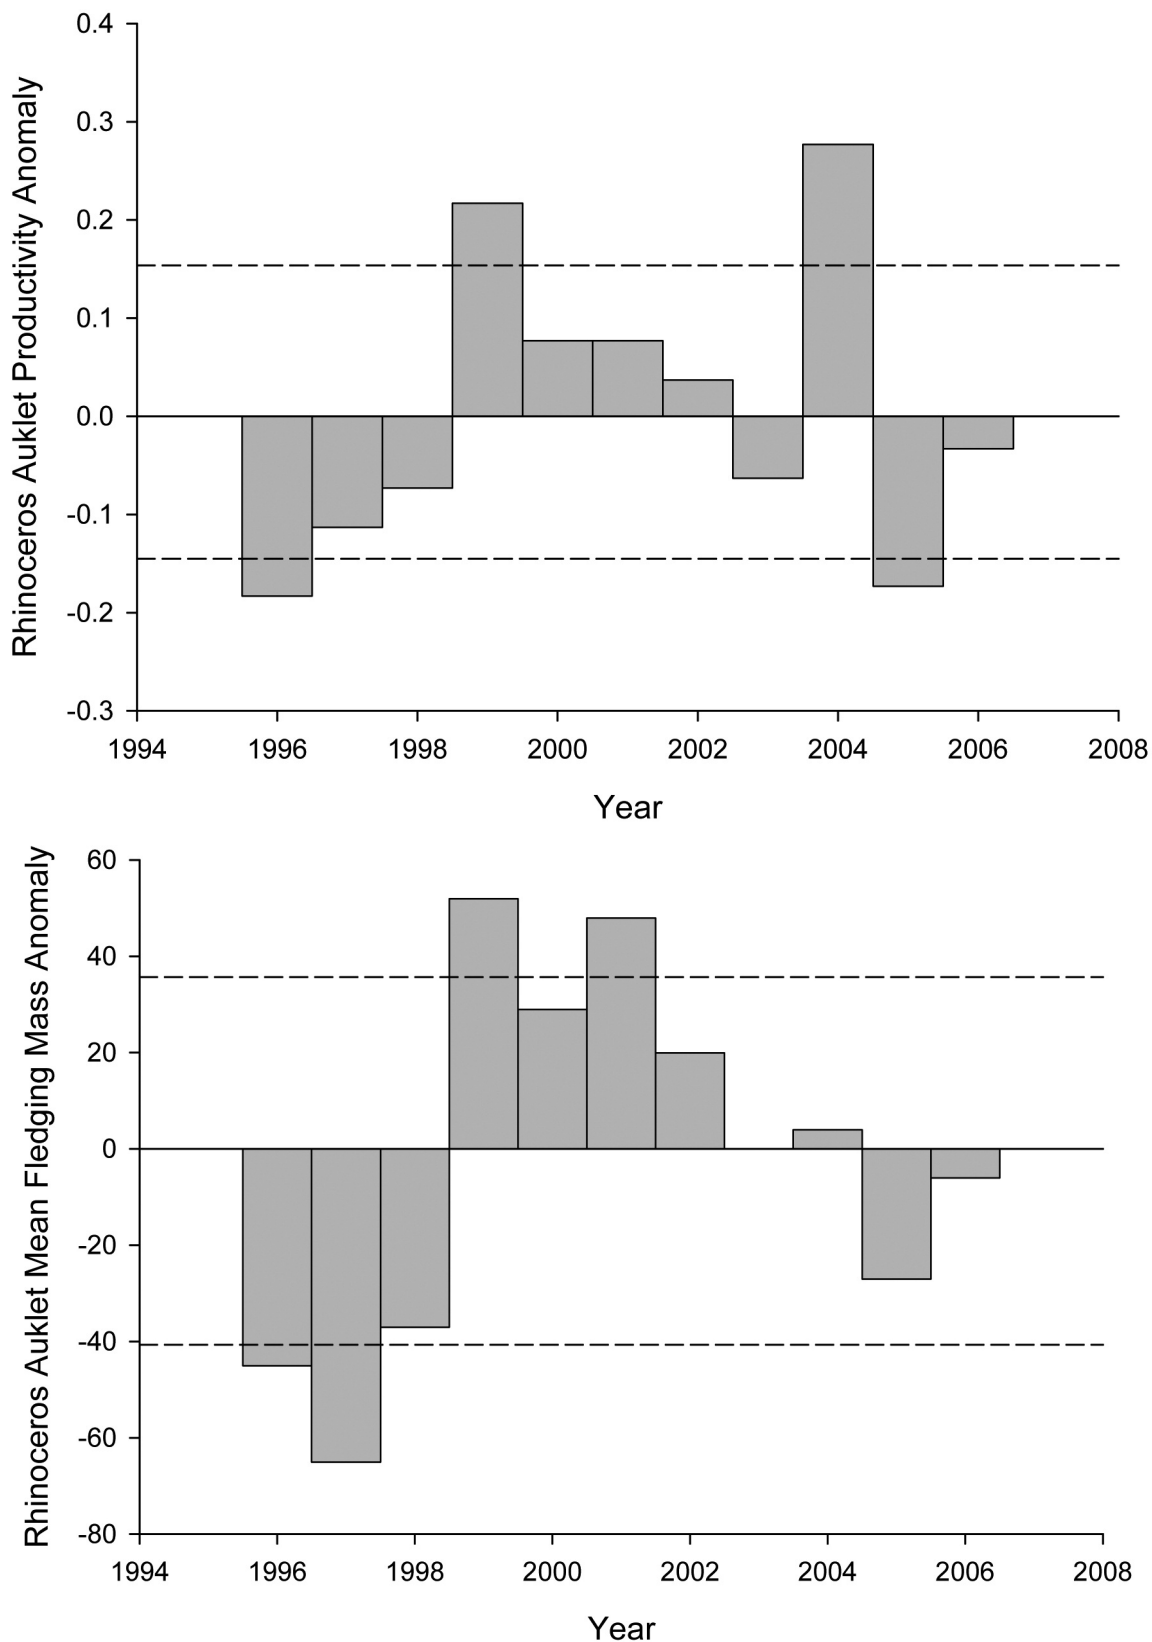 Rhinoceros Auklet Productivity Anomaly
0.4
0.3
0.2
0.1
0.0
-0.1
-0.2
-0.3
1994 1996 1998 2000 2002 2004 2006 2008
Year
Rhinoceros Auklet Mean Fledging Mass Anomaly
60
40
20
0
-20
-40
-60
-80
1994 1996 1998 2000 2002 2004 2006 2008
Year